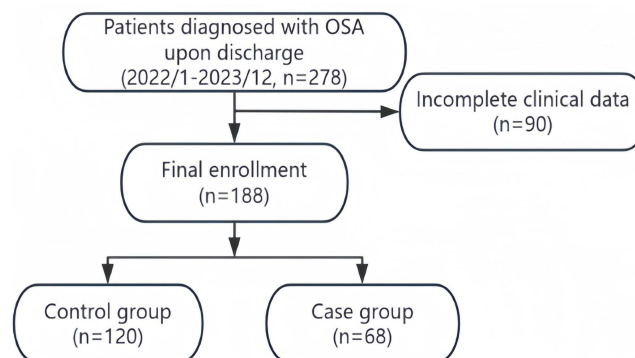 Patients diagnosed with OSA
upon discharge
(2022/1-2023/12, n=278)
Incomplete clinical data
(n=90)
Final enrollment
(n=188)
Control group
(n=120)
Case group
(n=68)